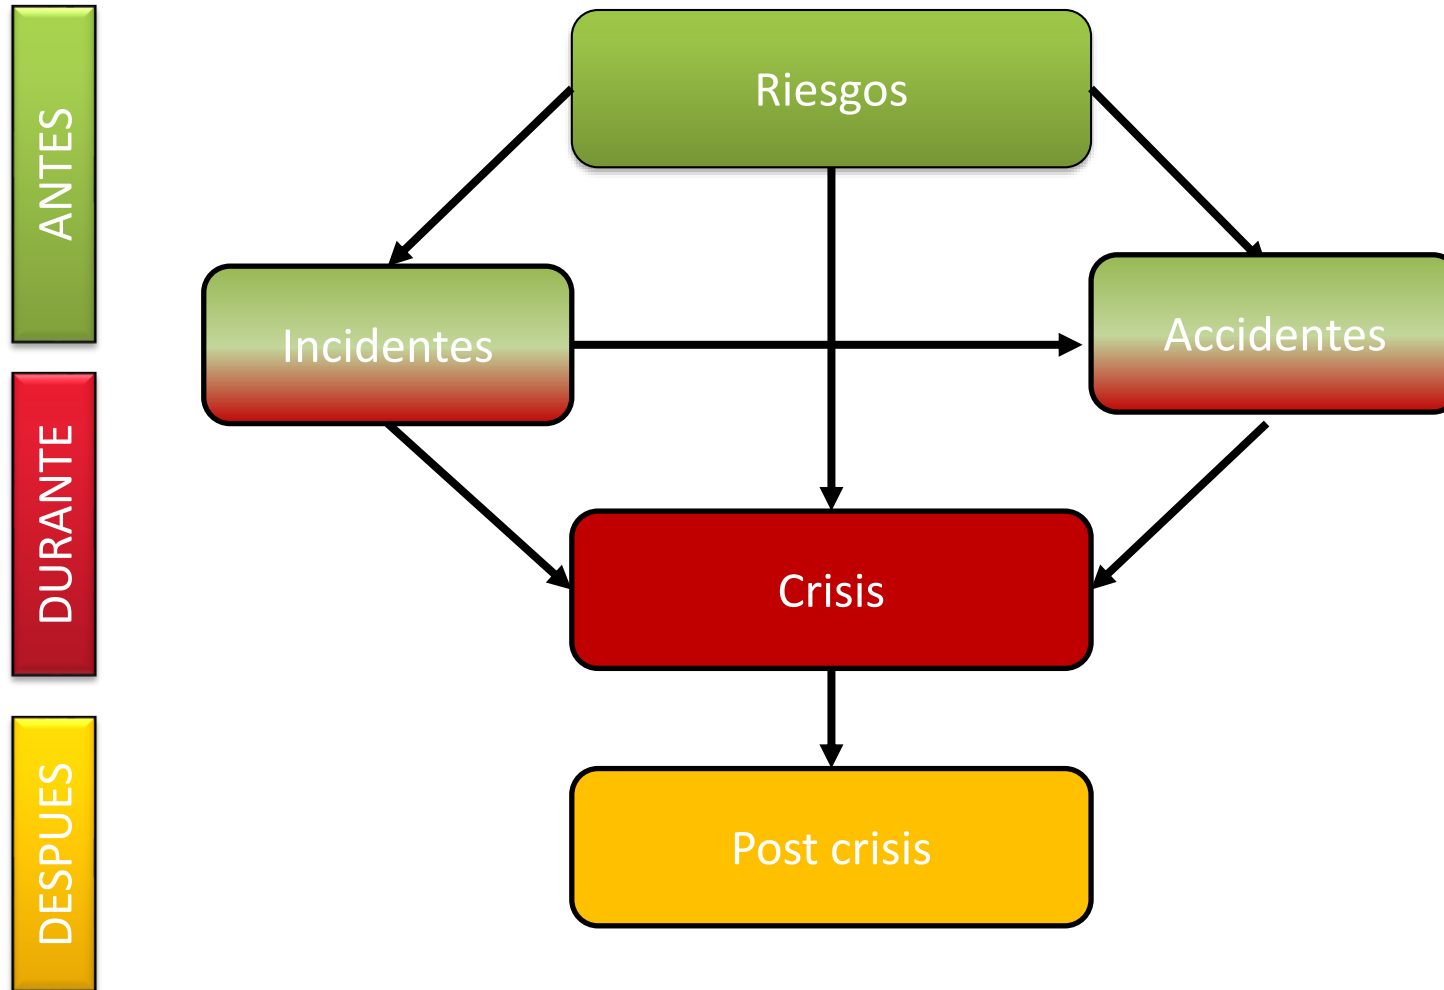 ANTES
Riesgos
Incidentes
Accidentes
DURANTE
Crisis
DESPUES
Post crisis